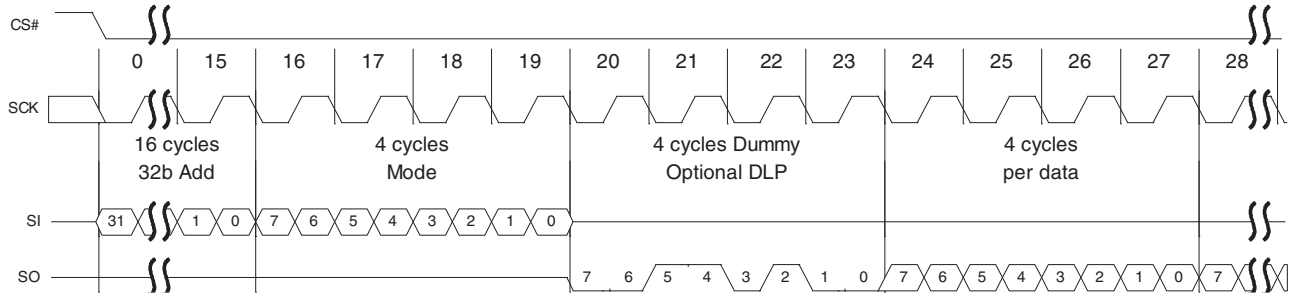 CS#
0 15 16 17 18 19 20 21 22 23 24 25 26 27 28
SCK
16 cycles 4 cycles 4 cycles Dummy 4 cycles
32b Add Mode Optional DLP per data
SI 31 1 0 7 6 5 4 3 2 1 0
SO 7 6 5 4 3 2 1 0 7 6 5 4 3 2 1 0 7